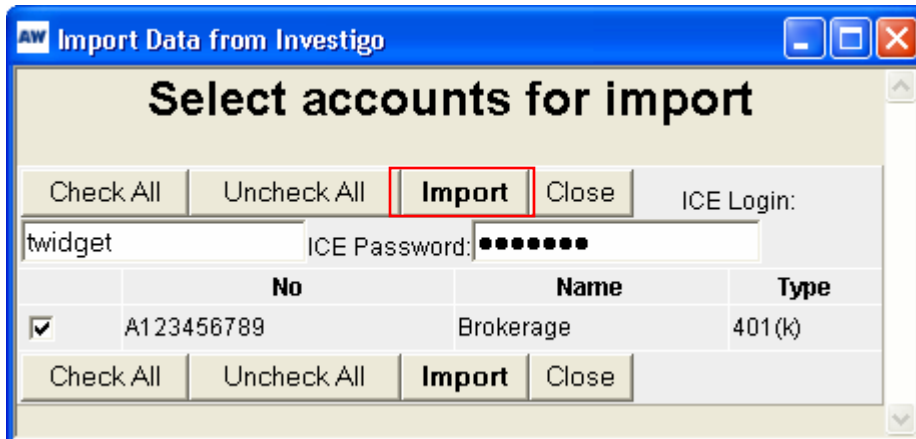 AW Import Data from Investigo
Select accounts for import
Check All Uncheck All Import Close ICE Login:
twidget ICE Password: ●●●●●●●
No Name Type
A123456789 Brokerage 401(k)
Check All Uncheck All Import Close